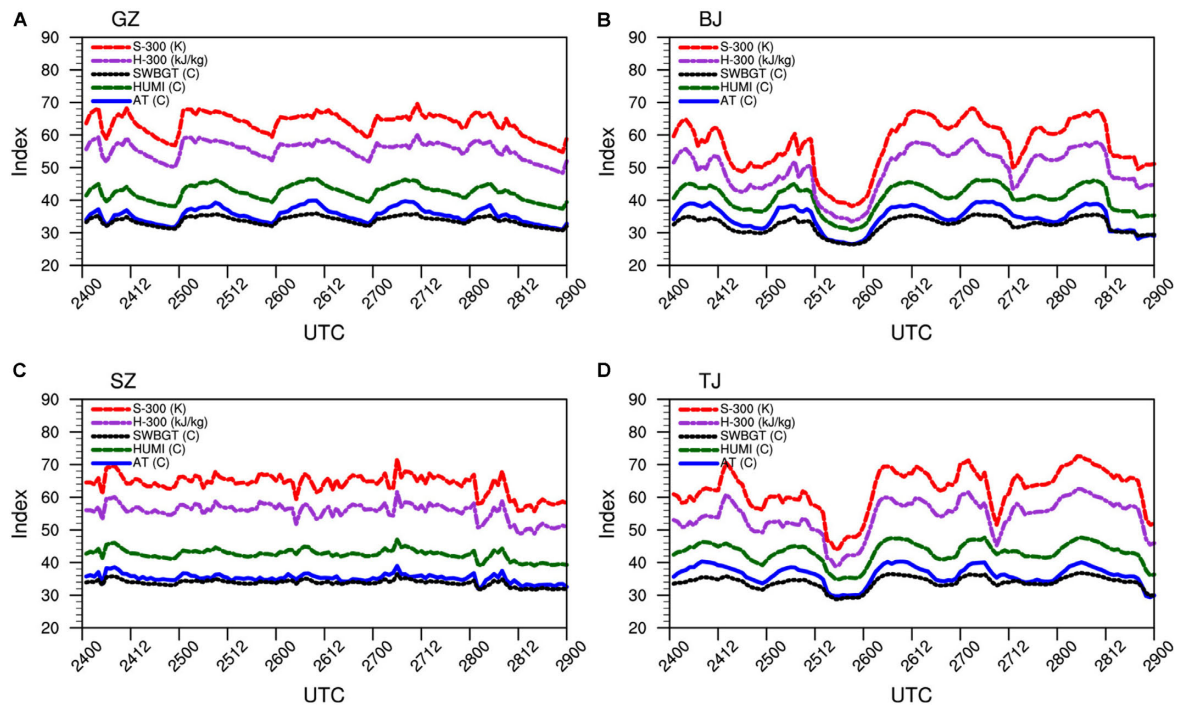 A
GZ
90
80
70
60
50
40
30
20
Index
S-300 (K)
H-300 (kJ/kg)
SWBGT (C)
HUMI (C)
AT (C)
2400
2412
2500
2512
2600
2612
2700
2712
2800
2812
2900
UTC
B
BJ
90
80
70
60
50
40
30
20
Index
S-300 (K)
H-300 (kJ/kg)
SWBGT (C)
HUMI (C)
AT (C)
2400
2412
2500
2512
2600
2612
2700
2712
2800
2812
2900
UTC
C
SZ
90
80
70
60
50
40
30
20
Index
S-300 (K)
H-300 (kJ/kg)
SWBGT (C)
HUMI (C)
AT (C)
2400
2412
2500
2512
2600
2612
2700
2712
2800
2812
2900
UTC
D
TJ
90
80
70
60
50
40
30
20
Index
S-300 (K)
H-300 (kJ/kg)
SWBGT (C)
HUMI (C)
AT (C)
2400
2412
2500
2512
2600
2612
2700
2712
2800
2812
2900
UTC